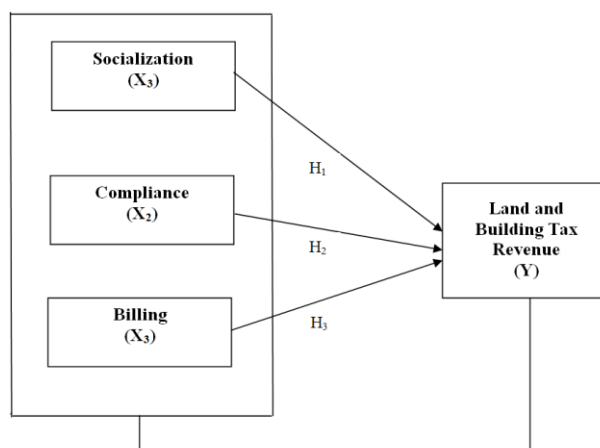 Socialization
(X₃)
H₁
Compliance
(X₂)
Land and
Building Tax
Revenue
(Y)
H₂
Billing
(X₃)
H₃